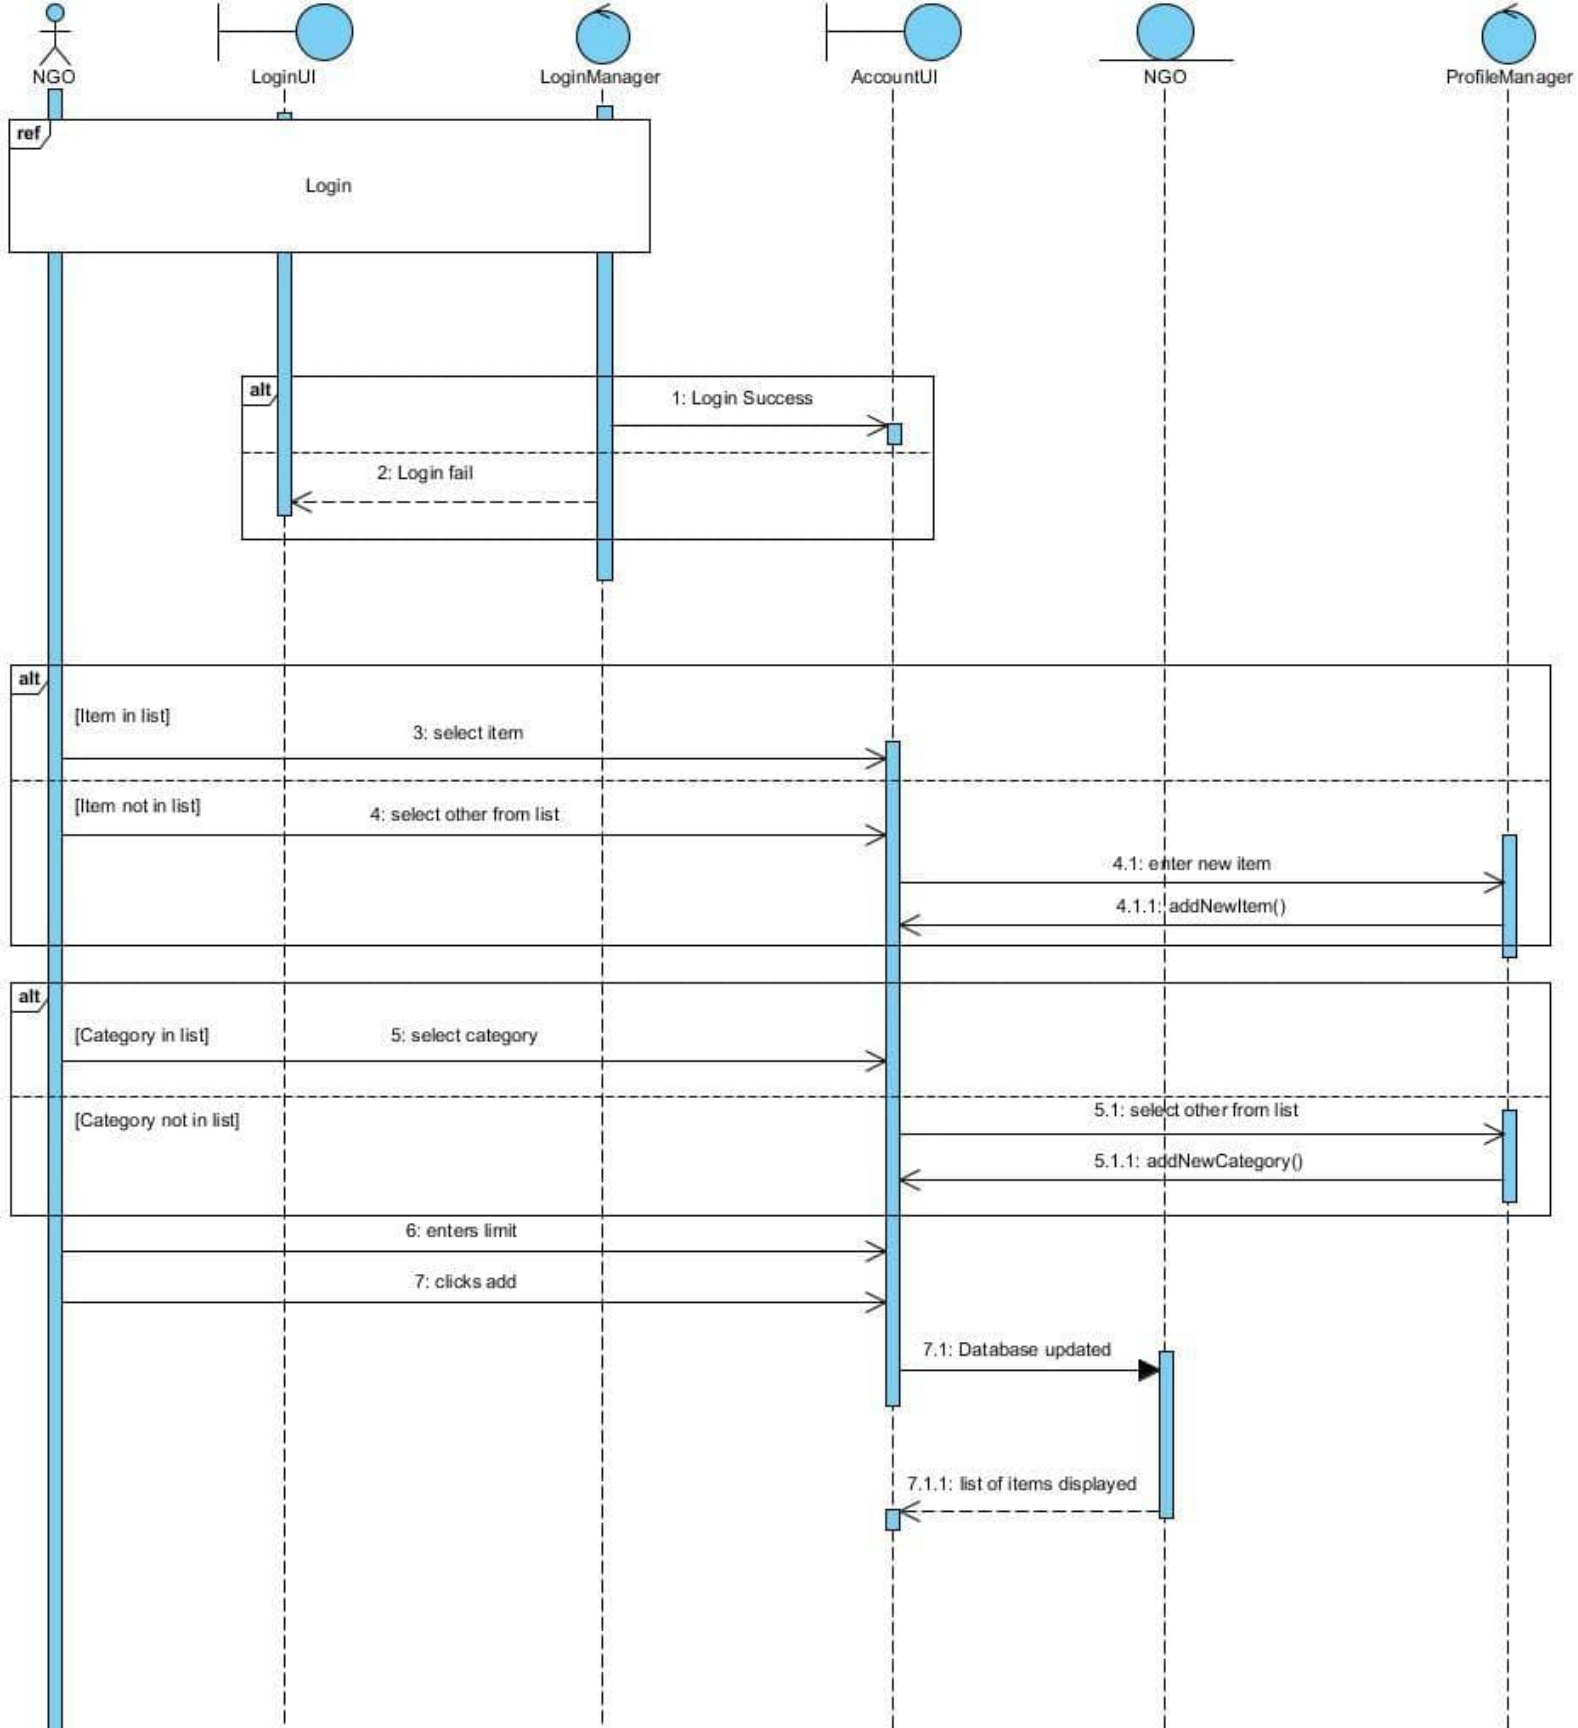 NGO
LoginUI
LoginManager
AccountUI
NGO
ProfileManager
ref
Login
alt
1: Login Success
2: Login fail
alt
[Item in list]
3: select item
[Item not in list]
4: select other from list
4.1: enter new item
4.1.1: addNewItem()
alt
[Category in list]
5: select category
[Category not in list]
5.1: select other from list
5.1.1: addNewCategory()
6: enters limit
7: clicks add
7.1: Database updated
7.1.1: list of items displayed